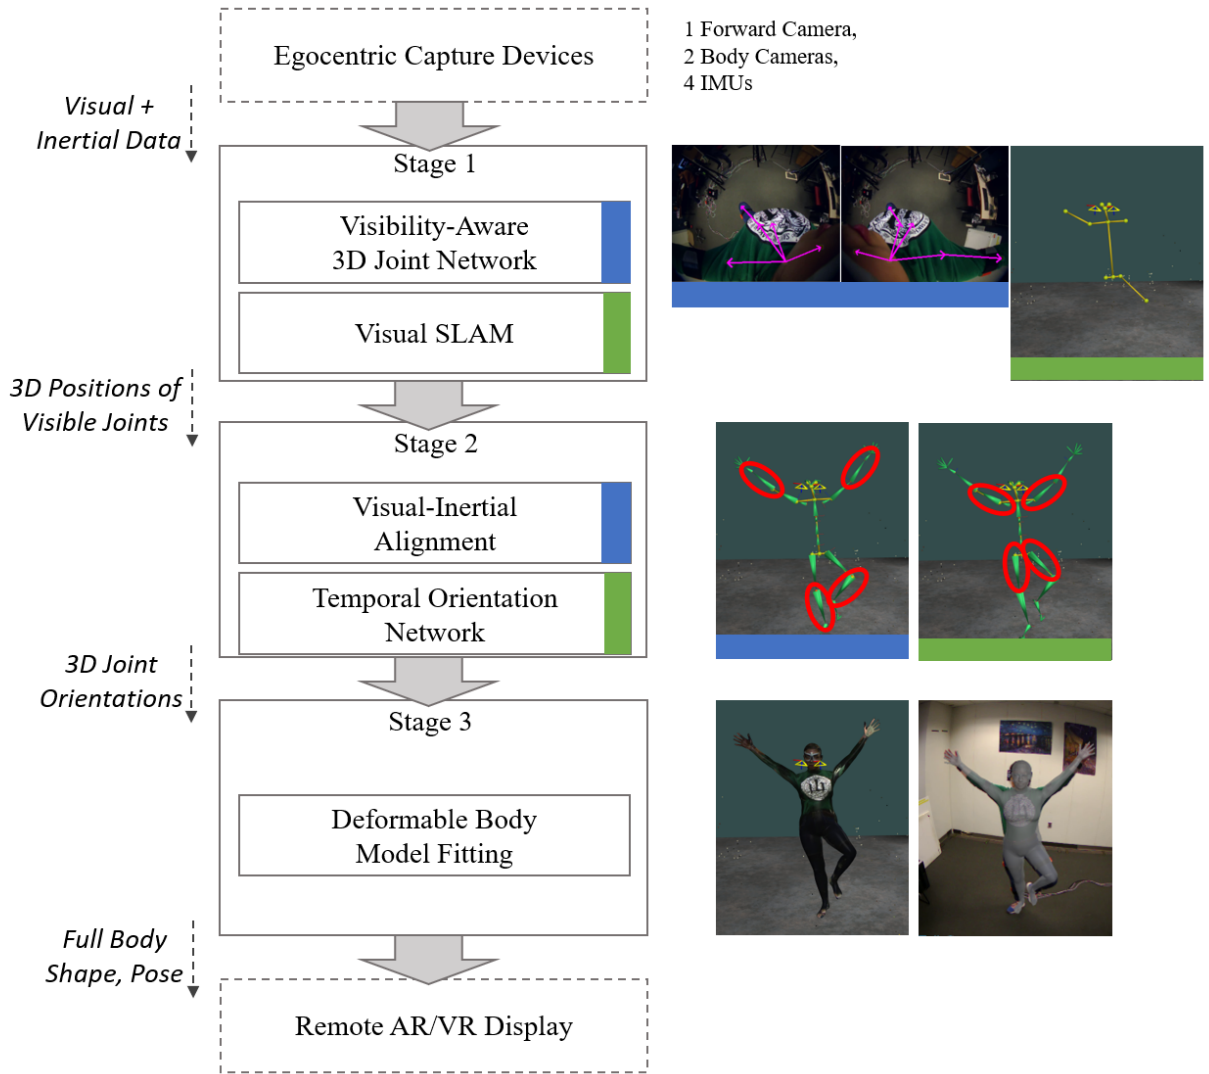 Egocentric Capture Devices
1 Forward Camera,
2 Body Cameras,
4 IMUs
Visual +
Inertial Data
Stage 1
Visibility-Aware
3D Joint Network
Visual SLAM
3D Positions of
Visible Joints
Stage 2
Visual-Inertial
Alignment
Temporal Orientation
Network
3D Joint
Orientations
Stage 3
Deformable Body
Model Fitting
Full Body
Shape, Pose
Remote AR/VR Display